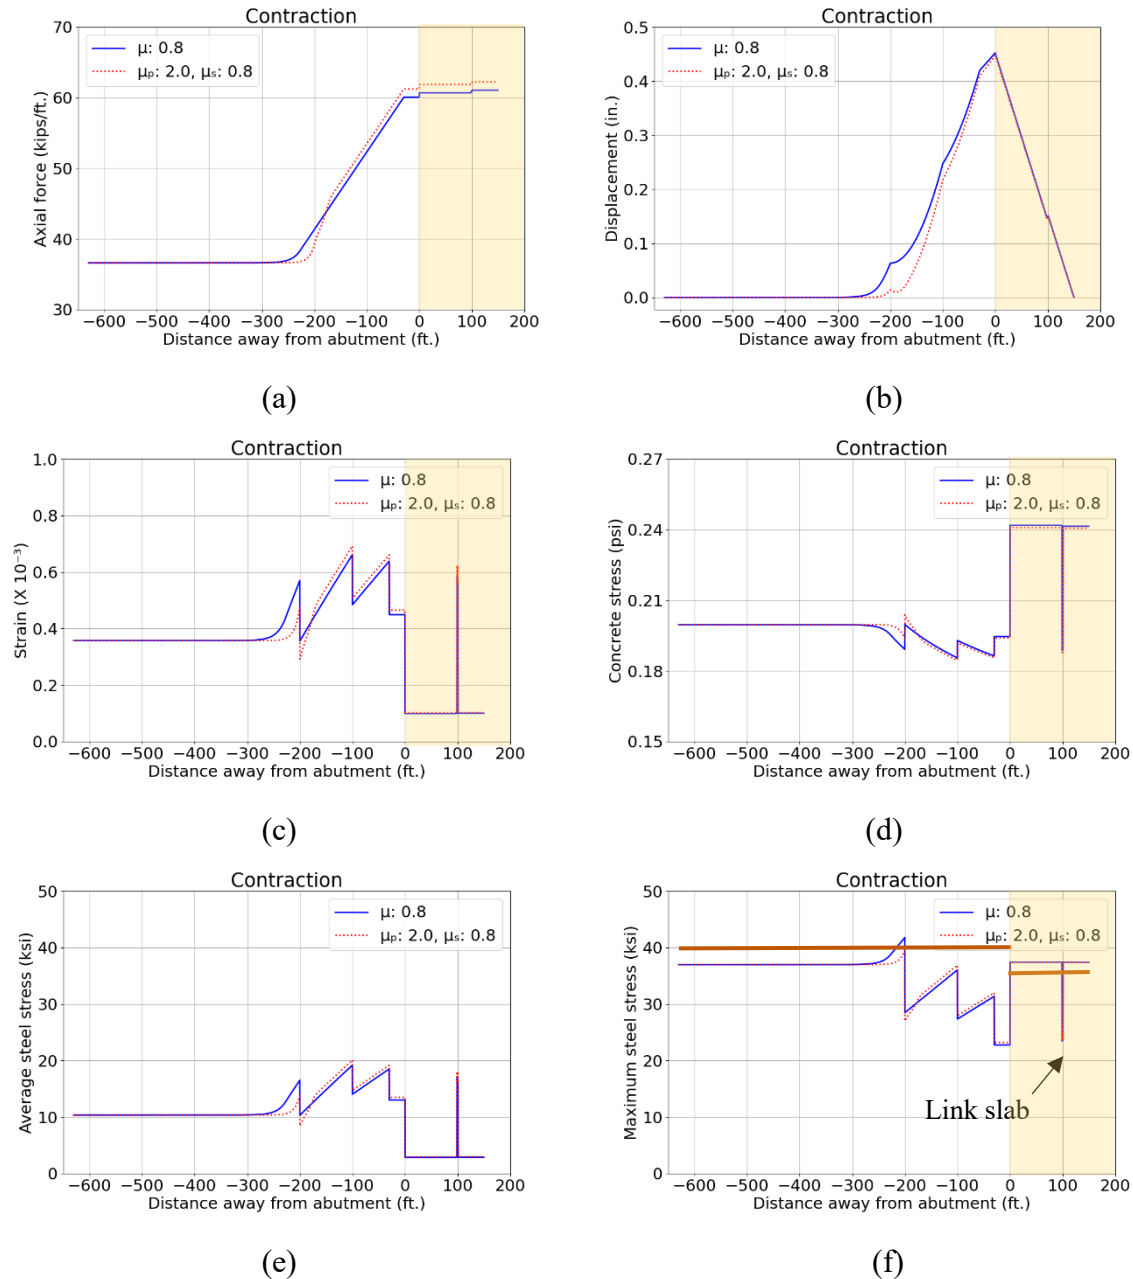 Contraction
Axial force (kips/ft.)
70
60
50
40
30
μ: 0.8
μₚ: 2.0, μₛ: 0.8
−600 −500 −400 −300 −200 −100 0 100 200
Distance away from abutment (ft.)
(a)
Contraction
Displacement (in.)
0.5
0.4
0.3
0.2
0.1
0.0
μ: 0.8
μₚ: 2.0, μₛ: 0.8
−600 −500 −400 −300 −200 −100 0 100 200
Distance away from abutment (ft.)
(b)
Contraction
Strain (X 10⁻³)
1.0
0.8
0.6
0.4
0.2
0.0
μ: 0.8
μₚ: 2.0, μₛ: 0.8
−600 −500 −400 −300 −200 −100 0 100 200
Distance away from abutment (ft.)
(c)
Contraction
Concrete stress (psi)
0.27
0.24
0.21
0.18
0.15
μ: 0.8
μₚ: 2.0, μₛ: 0.8
−600 −500 −400 −300 −200 −100 0 100 200
Distance away from abutment (ft.)
(d)
Contraction
Average steel stress (ksi)
50
40
30
20
10
0
μ: 0.8
μₚ: 2.0, μₛ: 0.8
−600 −500 −400 −300 −200 −100 0 100 200
Distance away from abutment (ft.)
(e)
Contraction
Maximum steel stress (ksi)
50
40
30
20
10
0
μ: 0.8
μₚ: 2.0, μₛ: 0.8
Link slab
−600 −500 −400 −300 −200 −100 0 100 200
Distance away from abutment (ft.)
(f)